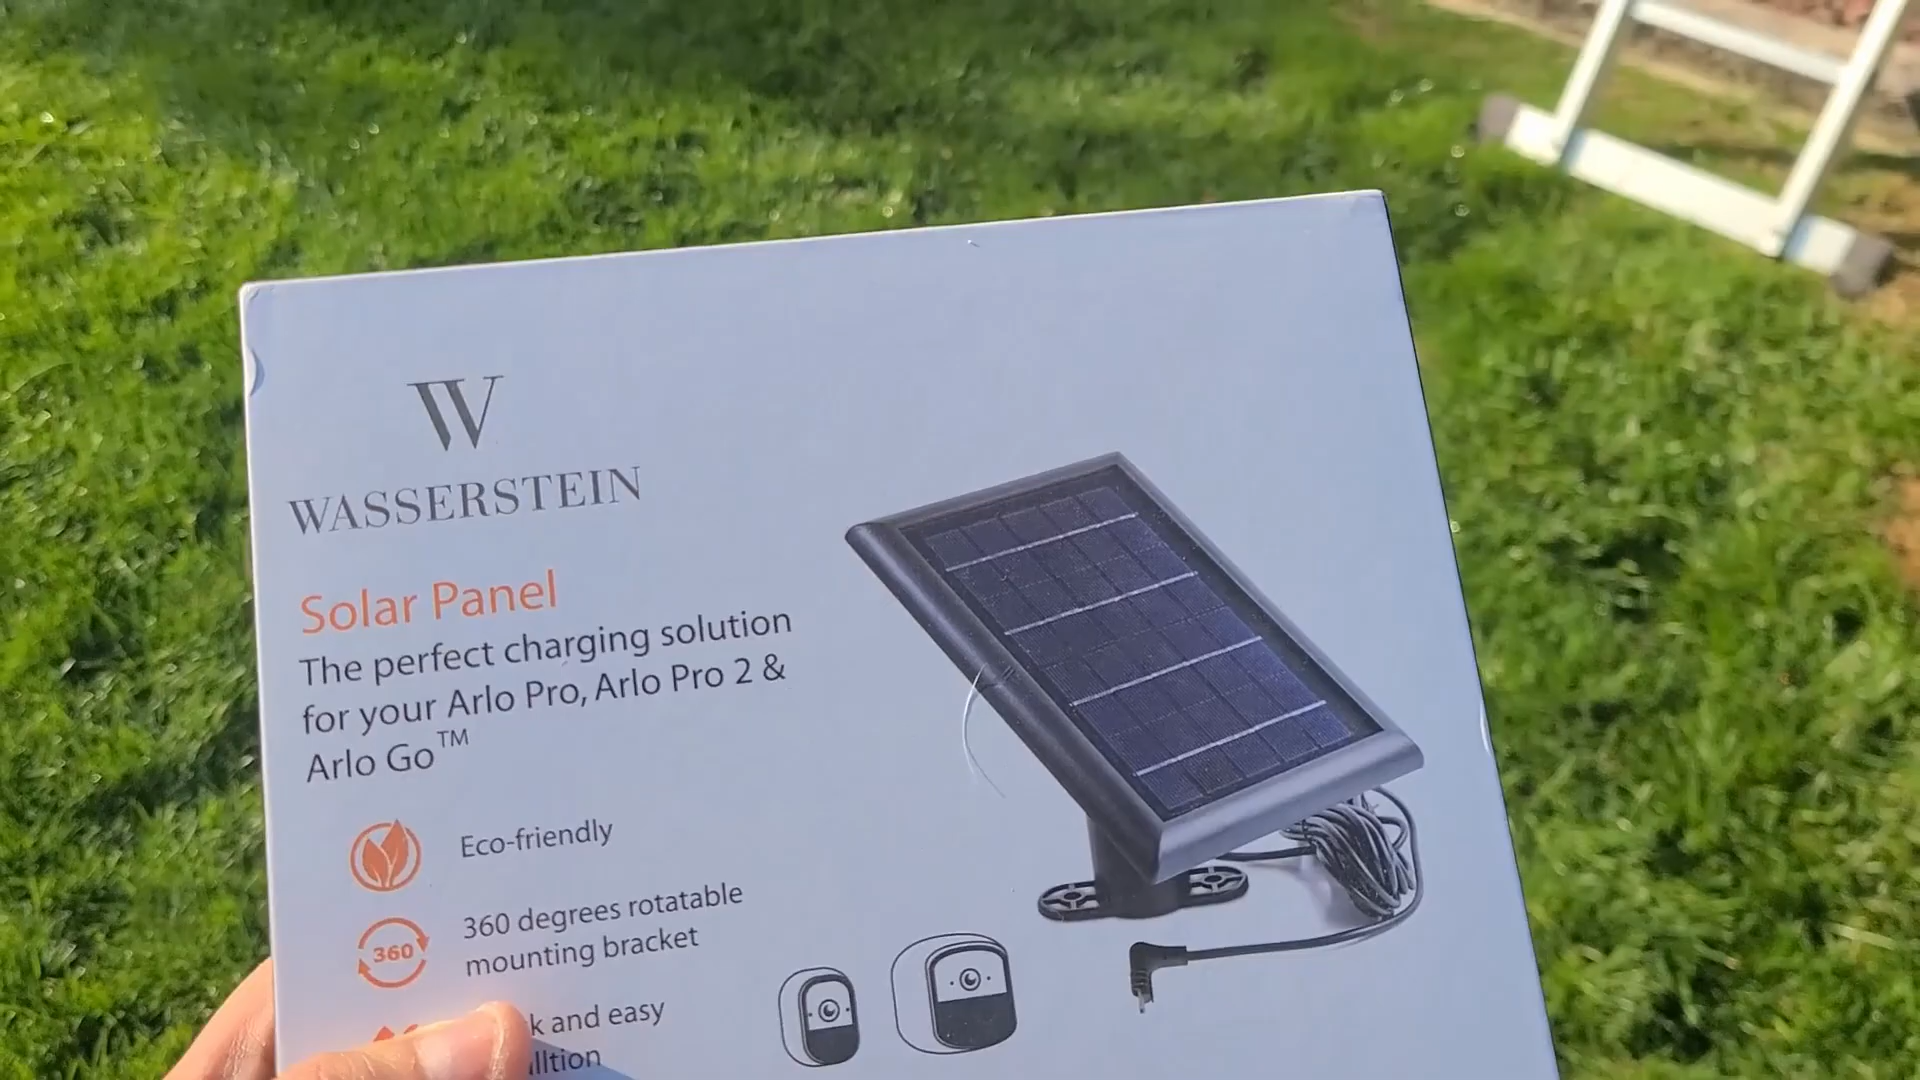 W
WASSERSTEIN
Solar Panel
The perfect charging solution
for your Arlo Pro, Arlo Pro 2 &
Arlo Go™
Eco-friendly
360
360 degrees rotatable
mounting bracket
and easy